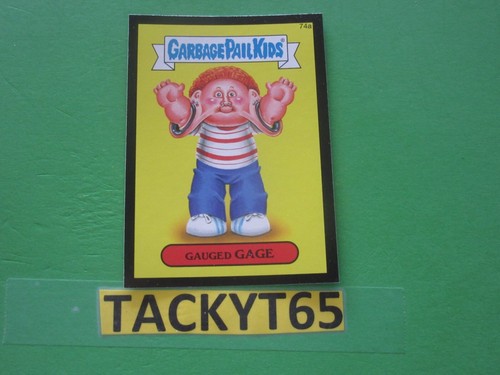 74a
GARBAGE PAIL KIDS
GAUGED GAGE
TACKYT65